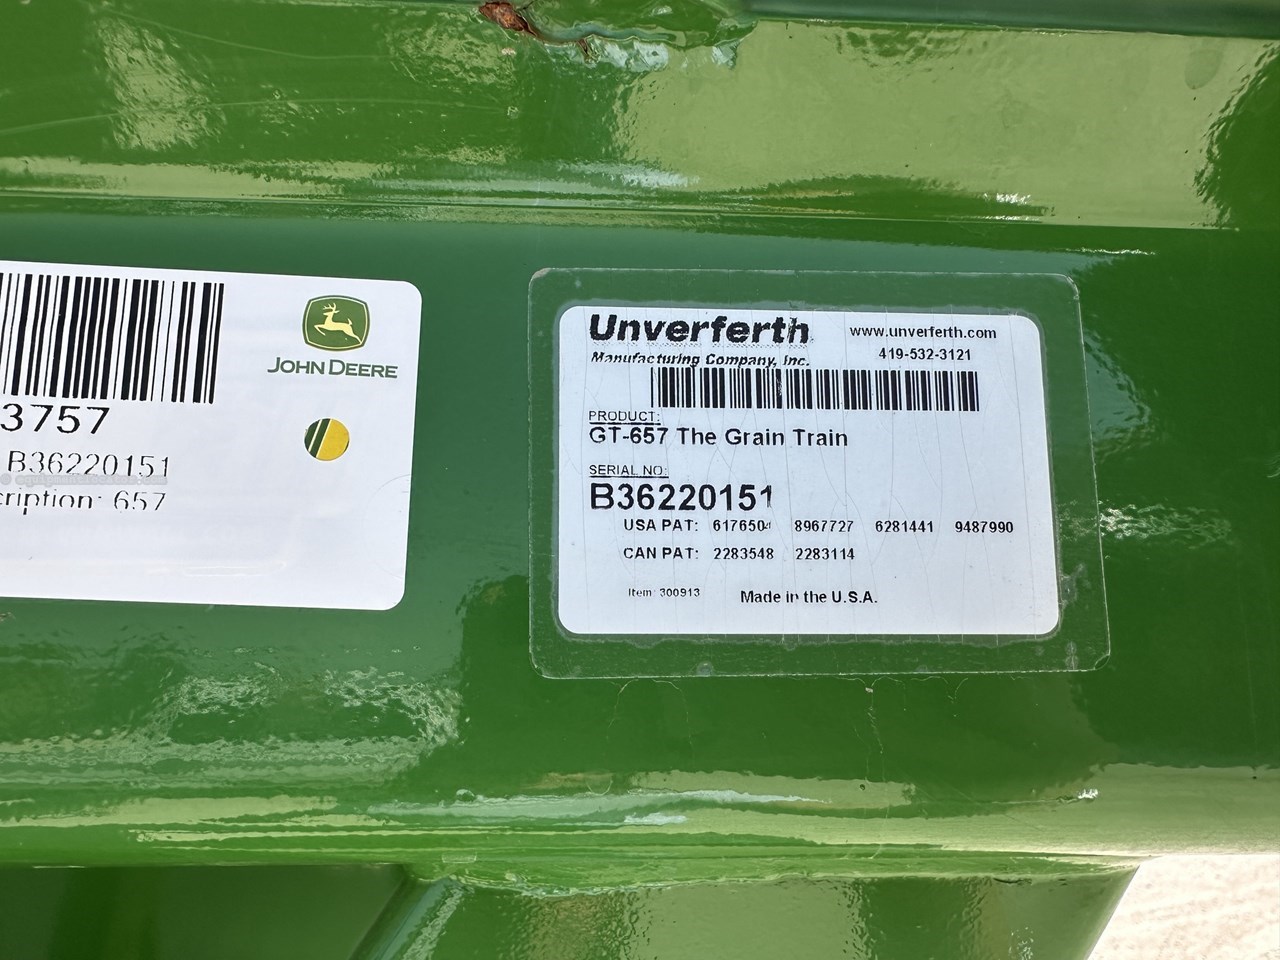 JOHN DEERE
3757
B36220151
cription: 657
Unverferth
Manufacturing Company, Inc.
www.unverferth.com
419-532-3121
PRODUCT:
GT-657 The Grain Train
SERIAL NO:
B36220151
USA PAT: 6176504 8967727 6281441 9487990
CAN PAT: 2283548 2283114
Item: 300913 Made in the U.S.A.